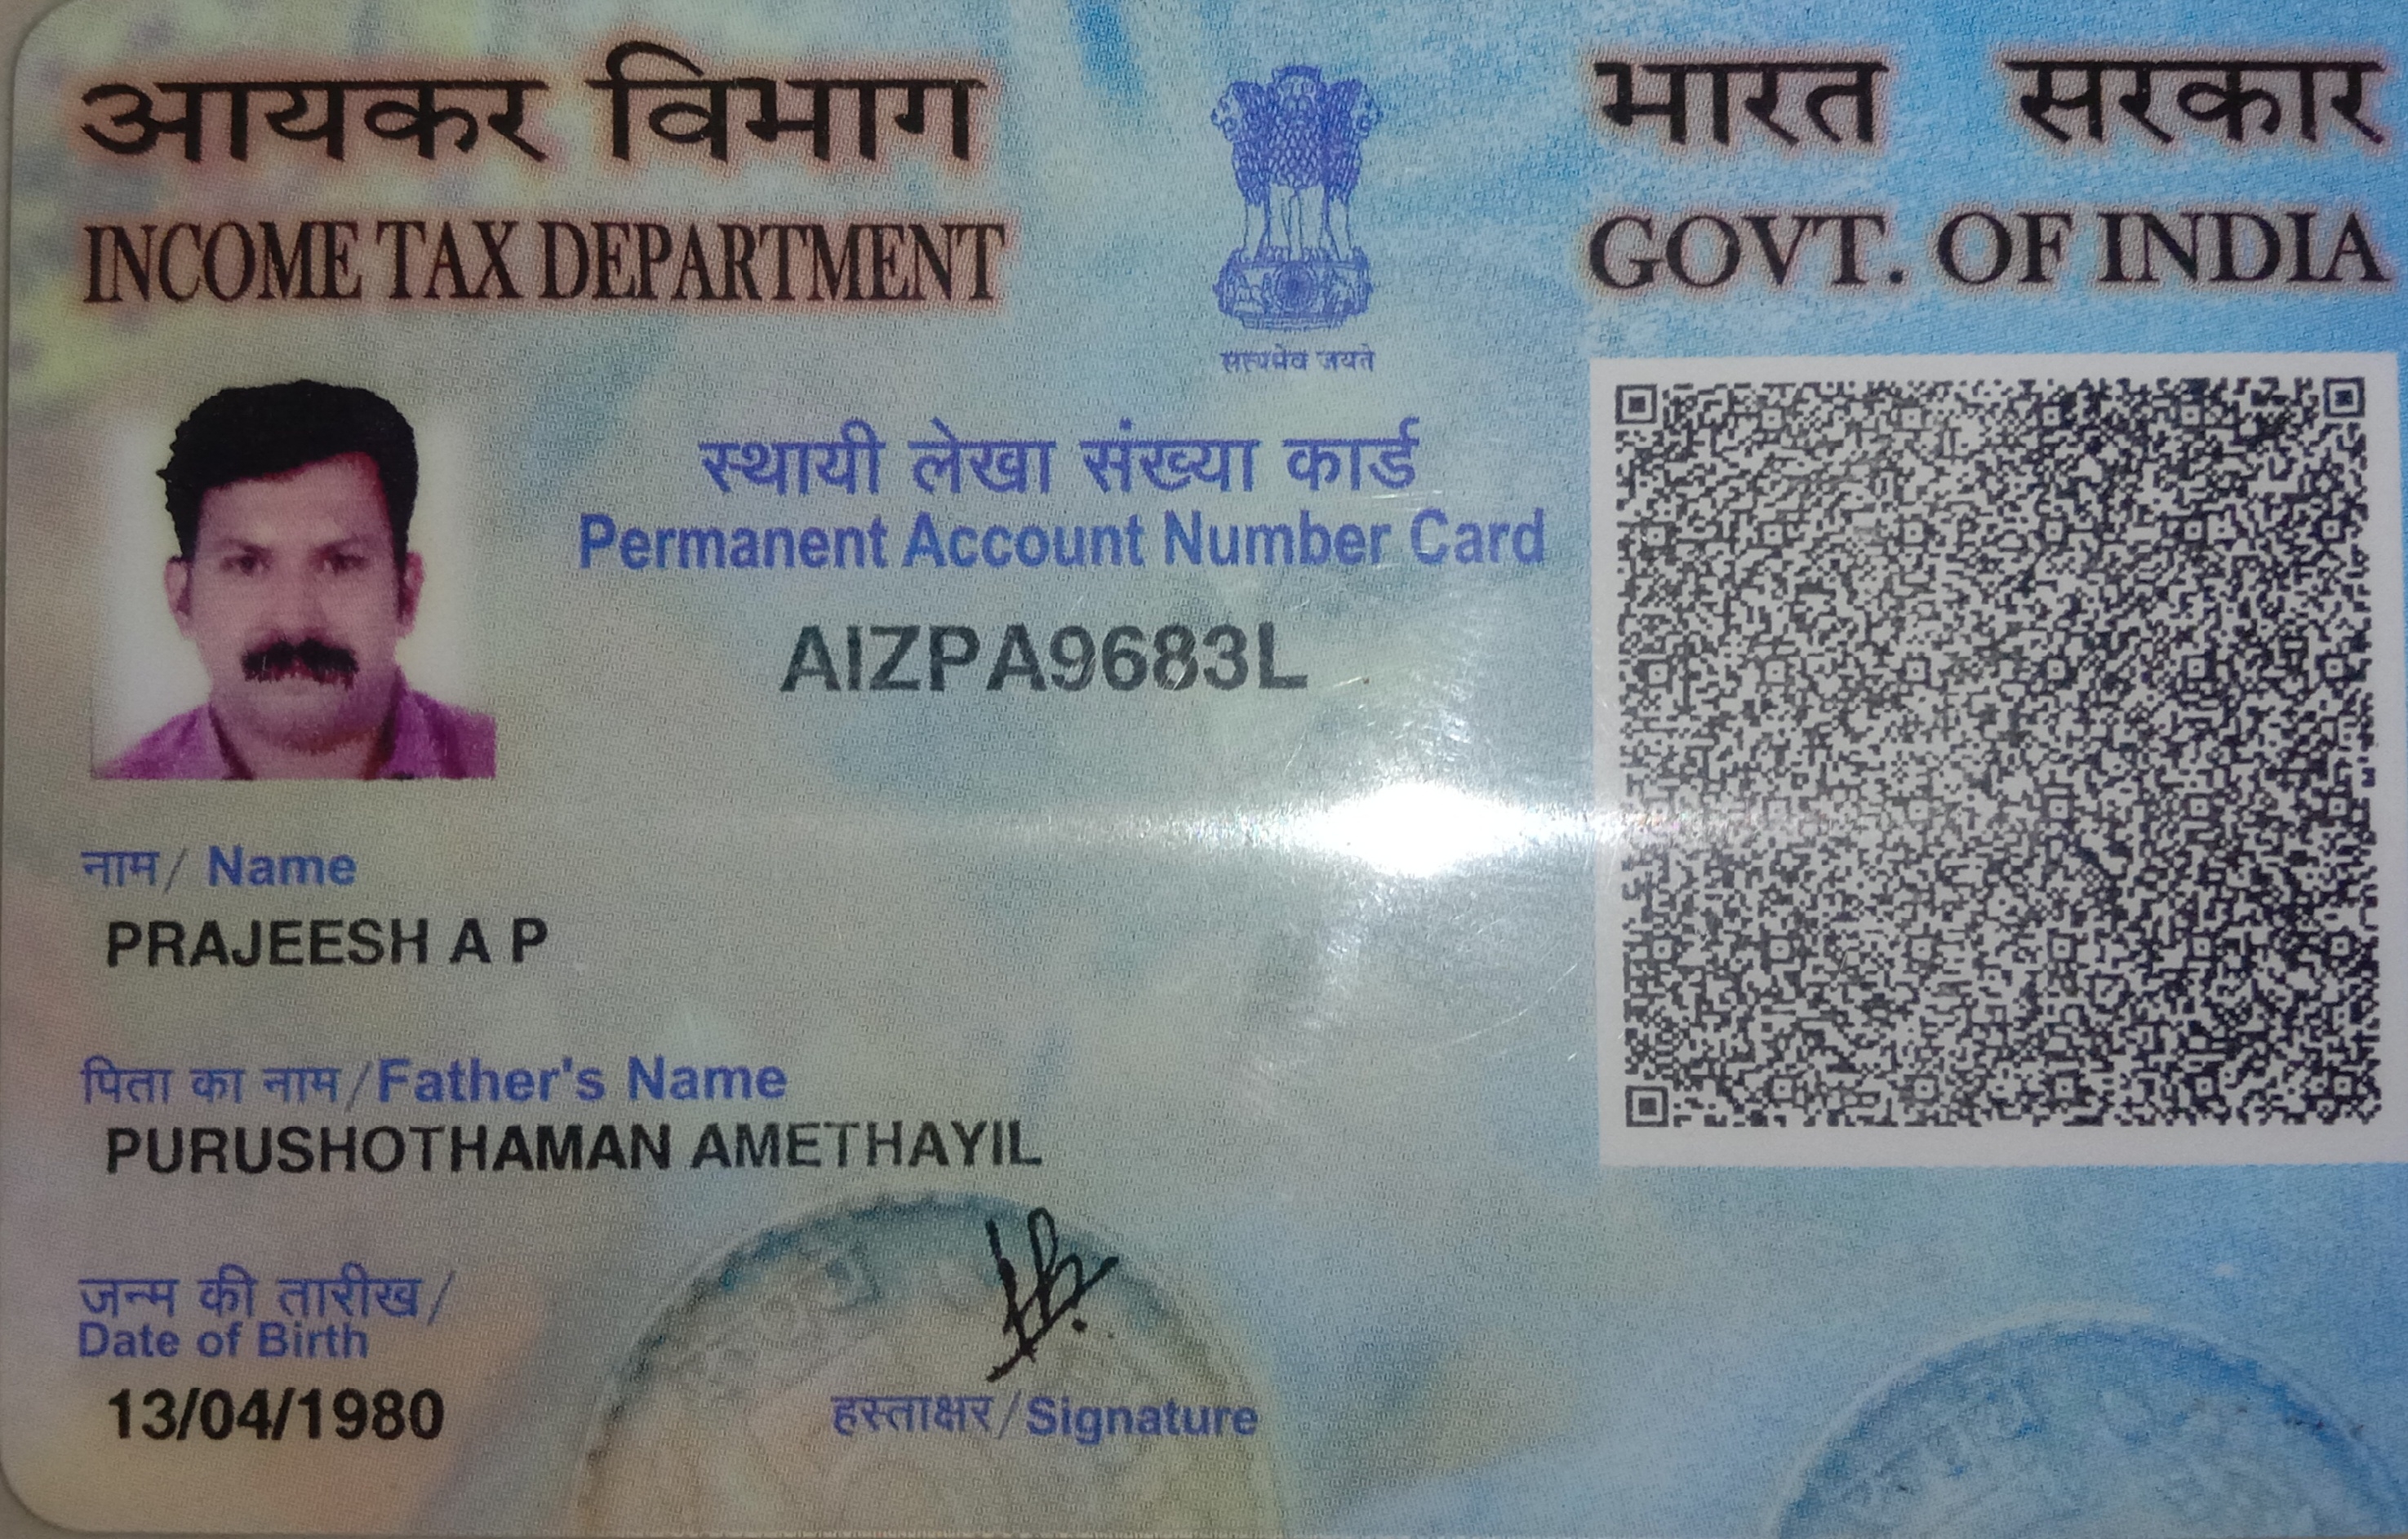 आयकर विभाग
INCOME TAX DEPARTMENT
भारत सरकार
GOVT. OF INDIA
सत्यमेव जयते
स्थायी लेखा संख्या कार्ड
Permanent Account Number Card
AIZPA9683L
नाम/ Name
PRAJEESH A P
पिता का नाम/Father's Name
PURUSHOTHAMAN AMETHAYIL
जन्म की तारीख/
Date of Birth
13/04/1980
हस्ताक्षर/Signature